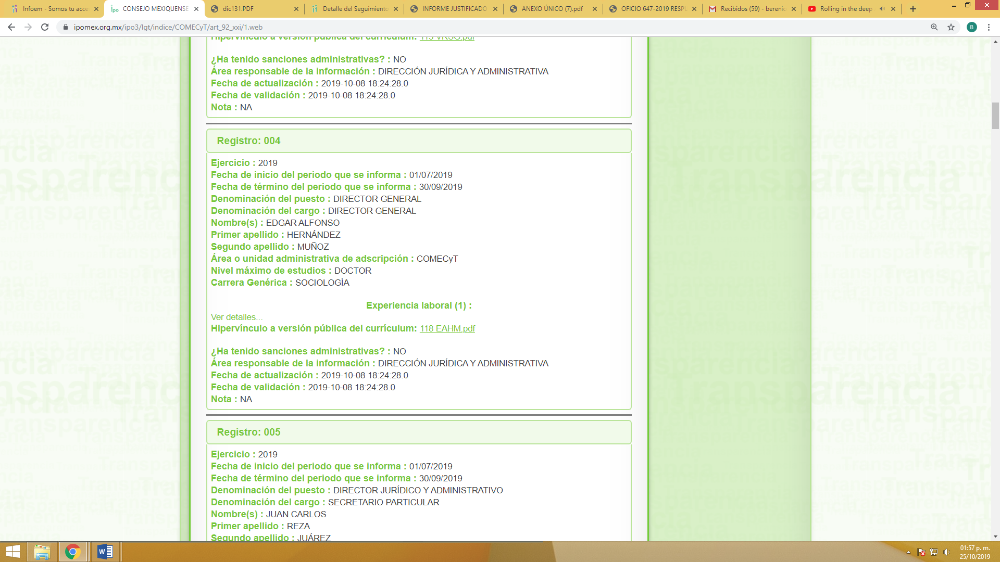 Infoem - Somos tu acce
CONSEJO MEXIQUENSE
dic131.PDF
Detalle del Seguimiento
INFORME JUSTIFICADO
ANEXO ÚNICO (7).pdf
OFICIO 647-2019 RESPU
Recibidos (59) - berenic
Rolling in the deep
ipomex.org.mx/ipo3/lgt/indice/COMECyT/art_92_xxi/1.web
B
Hipervínculo a versión pública del currículum: 115 VRSG.pdf
¿Ha tenido sanciones administrativas? : NO
Área responsable de la información : DIRECCIÓN JURÍDICA Y ADMINISTRATIVA
Fecha de actualización : 2019-10-08 18:24:28.0
Fecha de validación : 2019-10-08 18:24:28.0
Nota : NA
Registro: 004
Ejercicio : 2019
Fecha de inicio del periodo que se informa : 01/07/2019
Fecha de término del periodo que se informa : 30/09/2019
Denominación del puesto : DIRECTOR GENERAL
Denominación del cargo : DIRECTOR GENERAL
Nombre(s) : EDGAR ALFONSO
Primer apellido : HERNÁNDEZ
Segundo apellido : MUÑOZ
Área o unidad administrativa de adscripción : COMECyT
Nivel máximo de estudios : DOCTOR
Carrera Genérica : SOCIOLOGÍA
Experiencia laboral (1) :
Ver detalles...
Hipervínculo a versión pública del currículum: 118 EAHM.pdf
¿Ha tenido sanciones administrativas? : NO
Área responsable de la información : DIRECCIÓN JURÍDICA Y ADMINISTRATIVA
Fecha de actualización : 2019-10-08 18:24:28.0
Fecha de validación : 2019-10-08 18:24:28.0
Nota : NA
Registro: 005
Ejercicio : 2019
Fecha de inicio del periodo que se informa : 01/07/2019
Fecha de término del periodo que se informa : 30/09/2019
Denominación del puesto : DIRECTOR JURÍDICO Y ADMINISTRATIVO
Denominación del cargo : SECRETARIO PARTICULAR
Nombre(s) : JUAN CARLOS
Primer apellido : REZA
Segundo apellido : JUÁREZ
01:57 p. m.
25/10/2019